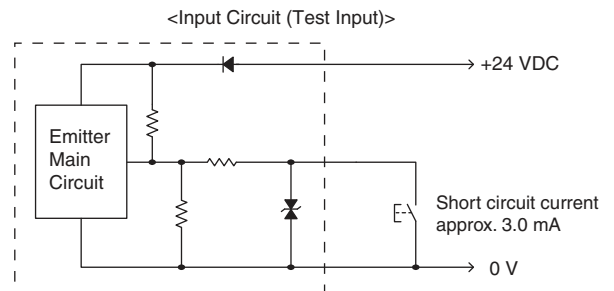 <Input Circuit (Test Input)>
+24 VDC
Emitter
Main
Circuit
Short circuit current
approx. 3.0 mA
0 V